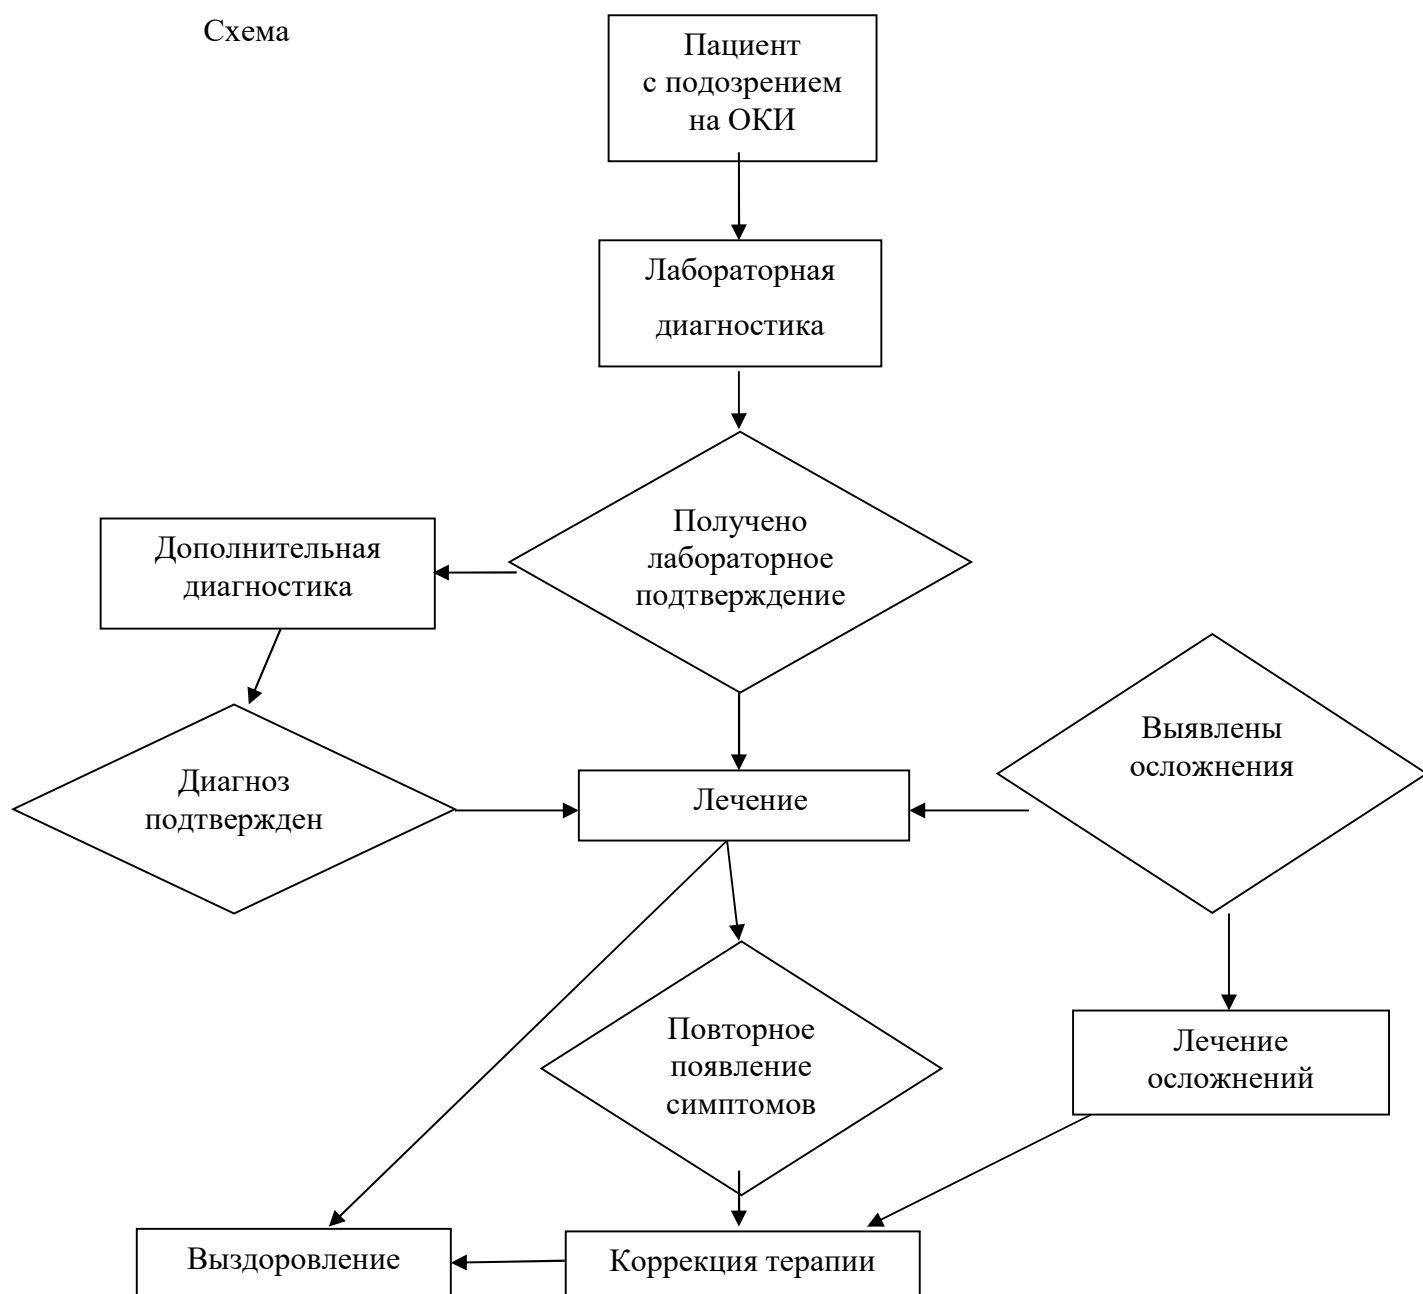 Схема
Пациент
с подозрением
на ОКИ
Лабораторная
диагностика
Получено
лабораторное
подтверждение
Дополнительная
диагностика
Выявлены
осложнения
Диагноз
подтвержден
Лечение
Повторное
появление
симптомов
Лечение
осложнений
Выздоровление
Коррекция терапии